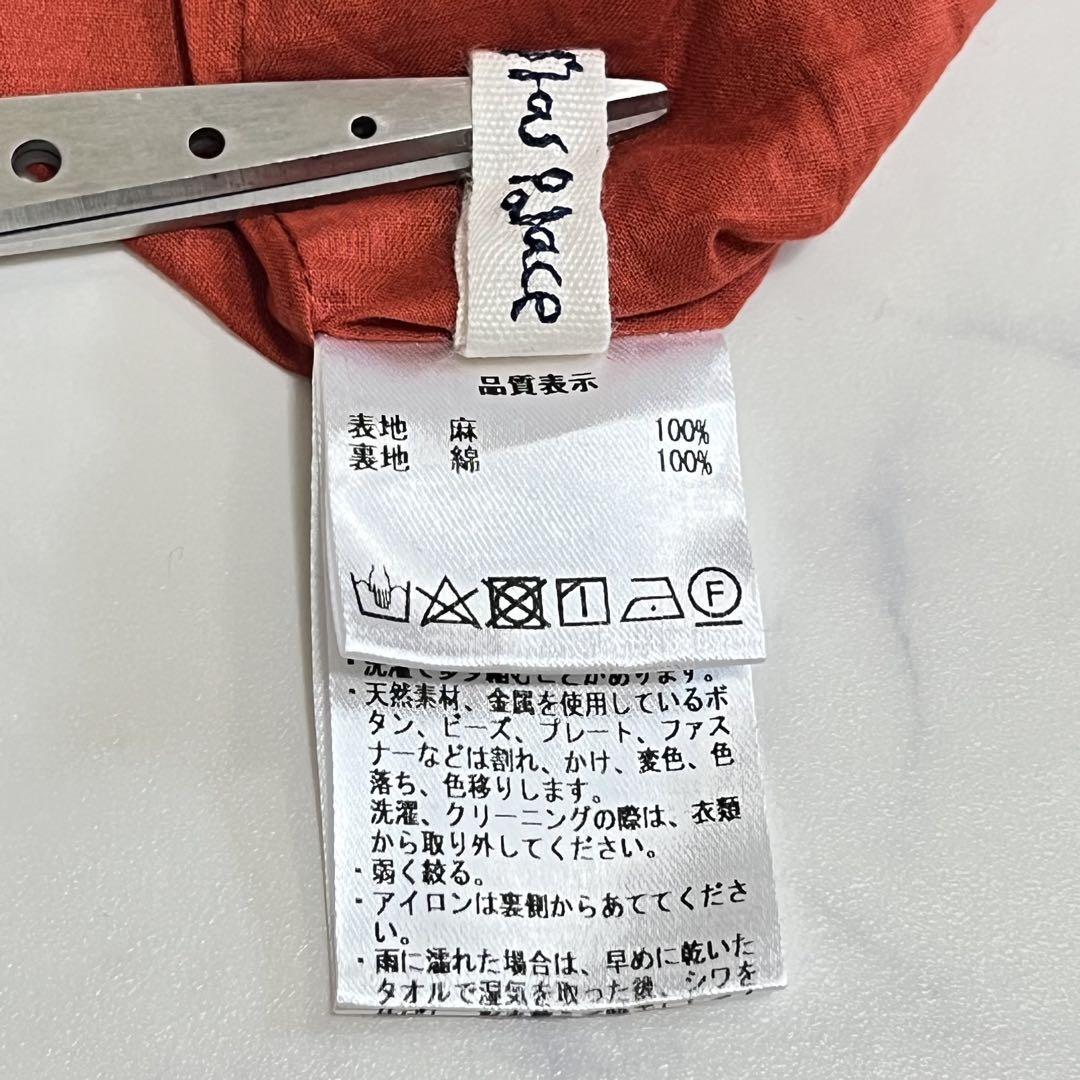 Palace
品質表示
表地 麻 100%
裏地 綿 100%
F
・天然素材、金属を使用しているボ
タン、ビーズ、プレート、ファス
ナーなどは割れ、かけ、変色、色
落ち、色移りします。
洗濯、クリーニングの際は、衣類
から取り外してください。
・弱く絞る。
・アイロンは裏側からあててくださ
い。
・雨に濡れた場合は、早めに乾いた
タオルで湿気を取った後、シワを